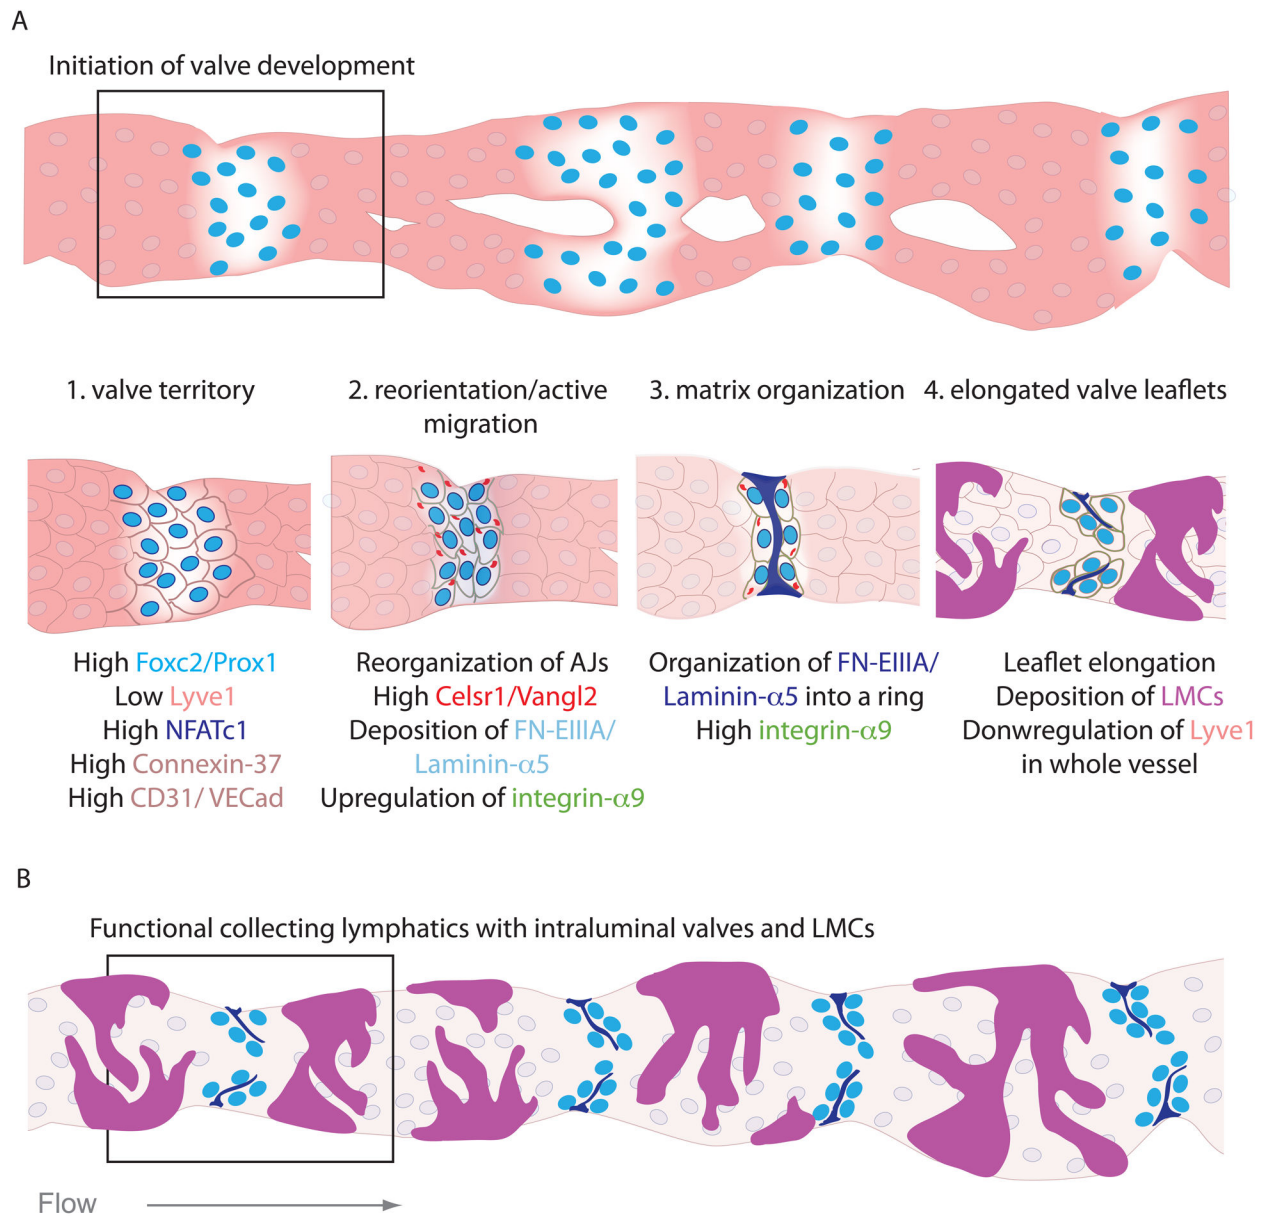 A
Initiation of valve development
1. valve territory
2. reorientation/active
migration
3. matrix organization
4. elongated valve leaflets
High Foxc2/Prox1
Low Lyve1
High NFATc1
High Connexin-37
High CD31/ VECad
Reorganization of AJs
High Celsr1/Vangl2
Deposition of FN-EIIIA/
Laminin-α5
Upregulation of integrin-α9
Organization of FN-EIIIA/
Laminin-α5 into a ring
High integrin-α9
Leaflet elongation
Deposition of LMCs
Donwregulation of Lyve1
in whole vessel
B
Functional collecting lymphatics with intraluminal valves and LMCs
Flow